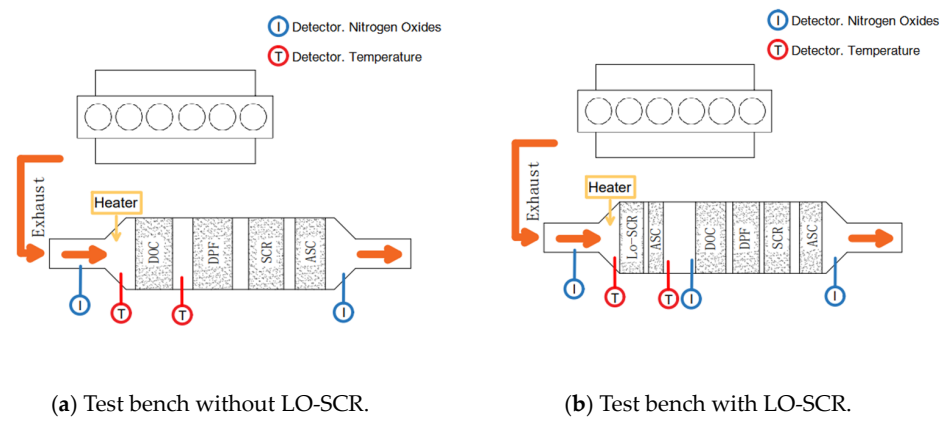 I Detector. Nitrogen Oxides
T Detector. Temperature
Exhaust
Heater
DOC
DPF
SCR
ASC
I
T
T
I
(a) Test bench without LO-SCR.
I Detector. Nitrogen Oxides
T Detector. Temperature
Exhaust
Heater
Lo-SCR
ASC
DOC
DPF
SCR
ASC
I
T
T
I
I
(b) Test bench with LO-SCR.